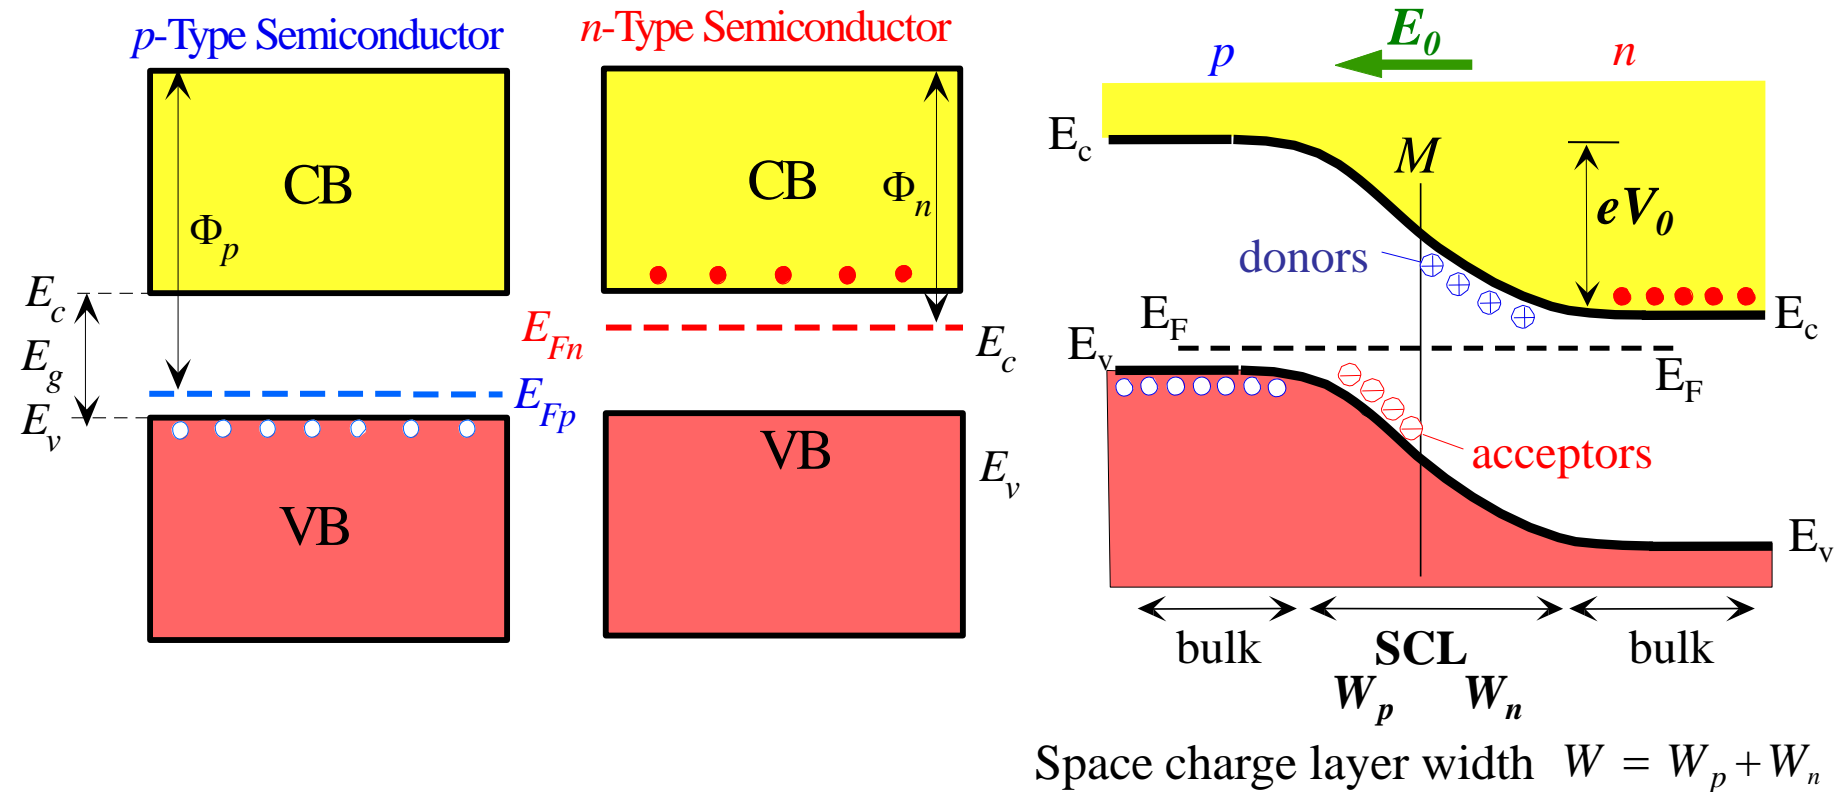 p-Type Semiconductor
CB
Φp
Ec
Eg
Ev
EFp
VB
n-Type Semiconductor
CB
Φn
EFn
Ec
VB
Ev
E0
p
n
Ec
M
eV0
donors
Ec
EF
Ev
EF
acceptors
Ev
bulk
SCL
bulk
Wp Wn
Space charge layer width W = Wp + Wn